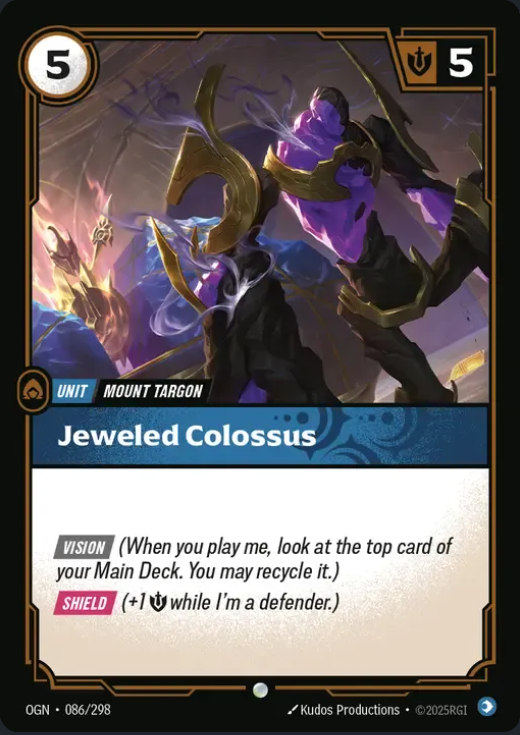 5
5
UNIT MOUNT TARGON
Jeweled Colossus
VISION (When you play me, look at the top card of
your Main Deck. You may recycle it.)
SHIELD (+1 while I'm a defender.)
OGN • 086/298 Kudos Productions • ©2025RGI